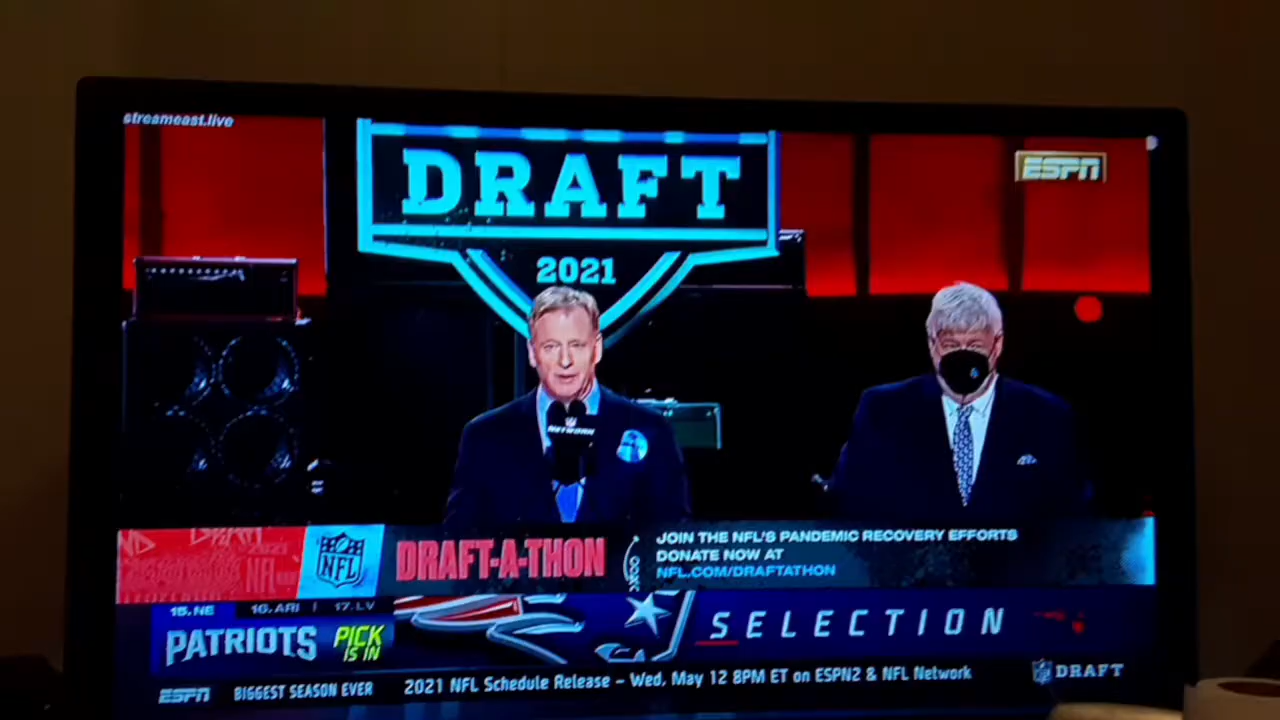 streameast.live
ESPN
DRAFT
2021
NETWORK
NFL
DRAFT-A-THON
JOIN THE NFL'S PANDEMIC RECOVERY EFFORTS
DONATE NOW AT
NFL.COM/DRAFTATHON
15. NE 16. ARI | 17. LV
PATRIOTS
PICK
IS IN
SELECTION
ESPN BIGGEST SEASON EVER 2021 NFL Schedule Release – Wed, May 12 8PM ET on ESPN2 & NFL Network
DRAFT